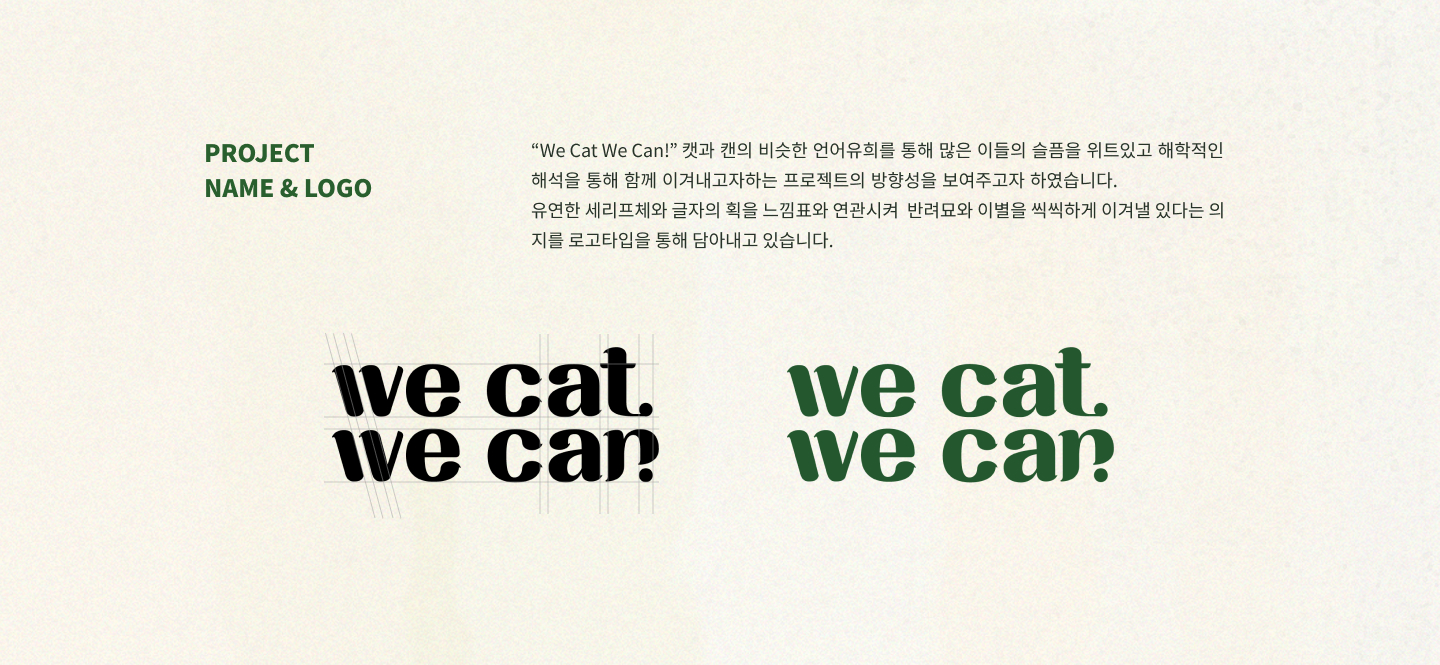 PROJECT
NAME & LOGO
“We Cat We Can!” 캣과 캔의 비슷한 언어유희를 통해 많은 이들의 슬픔을 위트있고 해학적인
해석을 통해 함께 이겨내고자하는 프로젝트의 방향성을 보여주고자 하였습니다.
유연한 세리프체와 글자의 획을 느낌표와 연관시켜 반려묘와 이별을 씩씩하게 이겨낼 있다는 의
지를 로고타입을 통해 담아내고 있습니다.
we cat.
we can!
we cat.
we can!